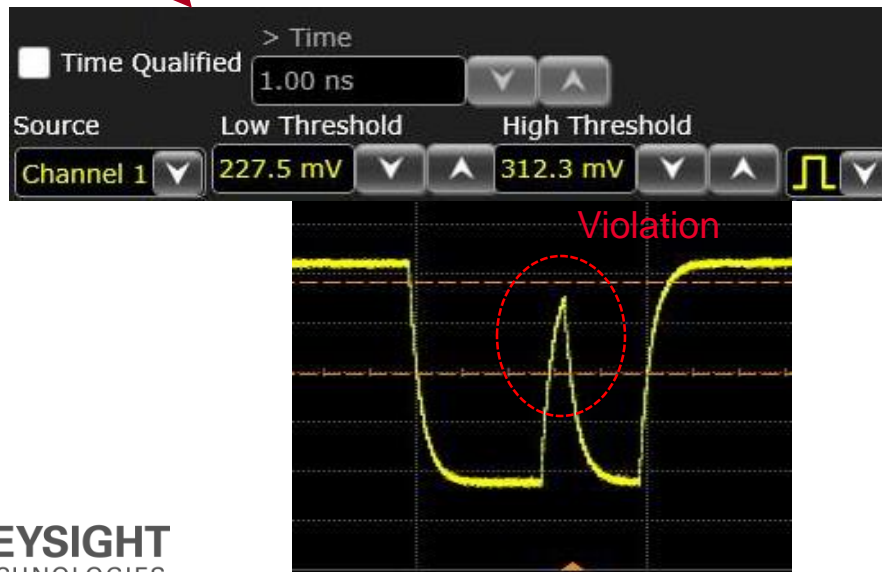 > Time
Time Qualified
1.00 ns
Source Low Threshold High Threshold
Channel 1 227.5 mV 312.3 mV
Violation
EYSIGHT